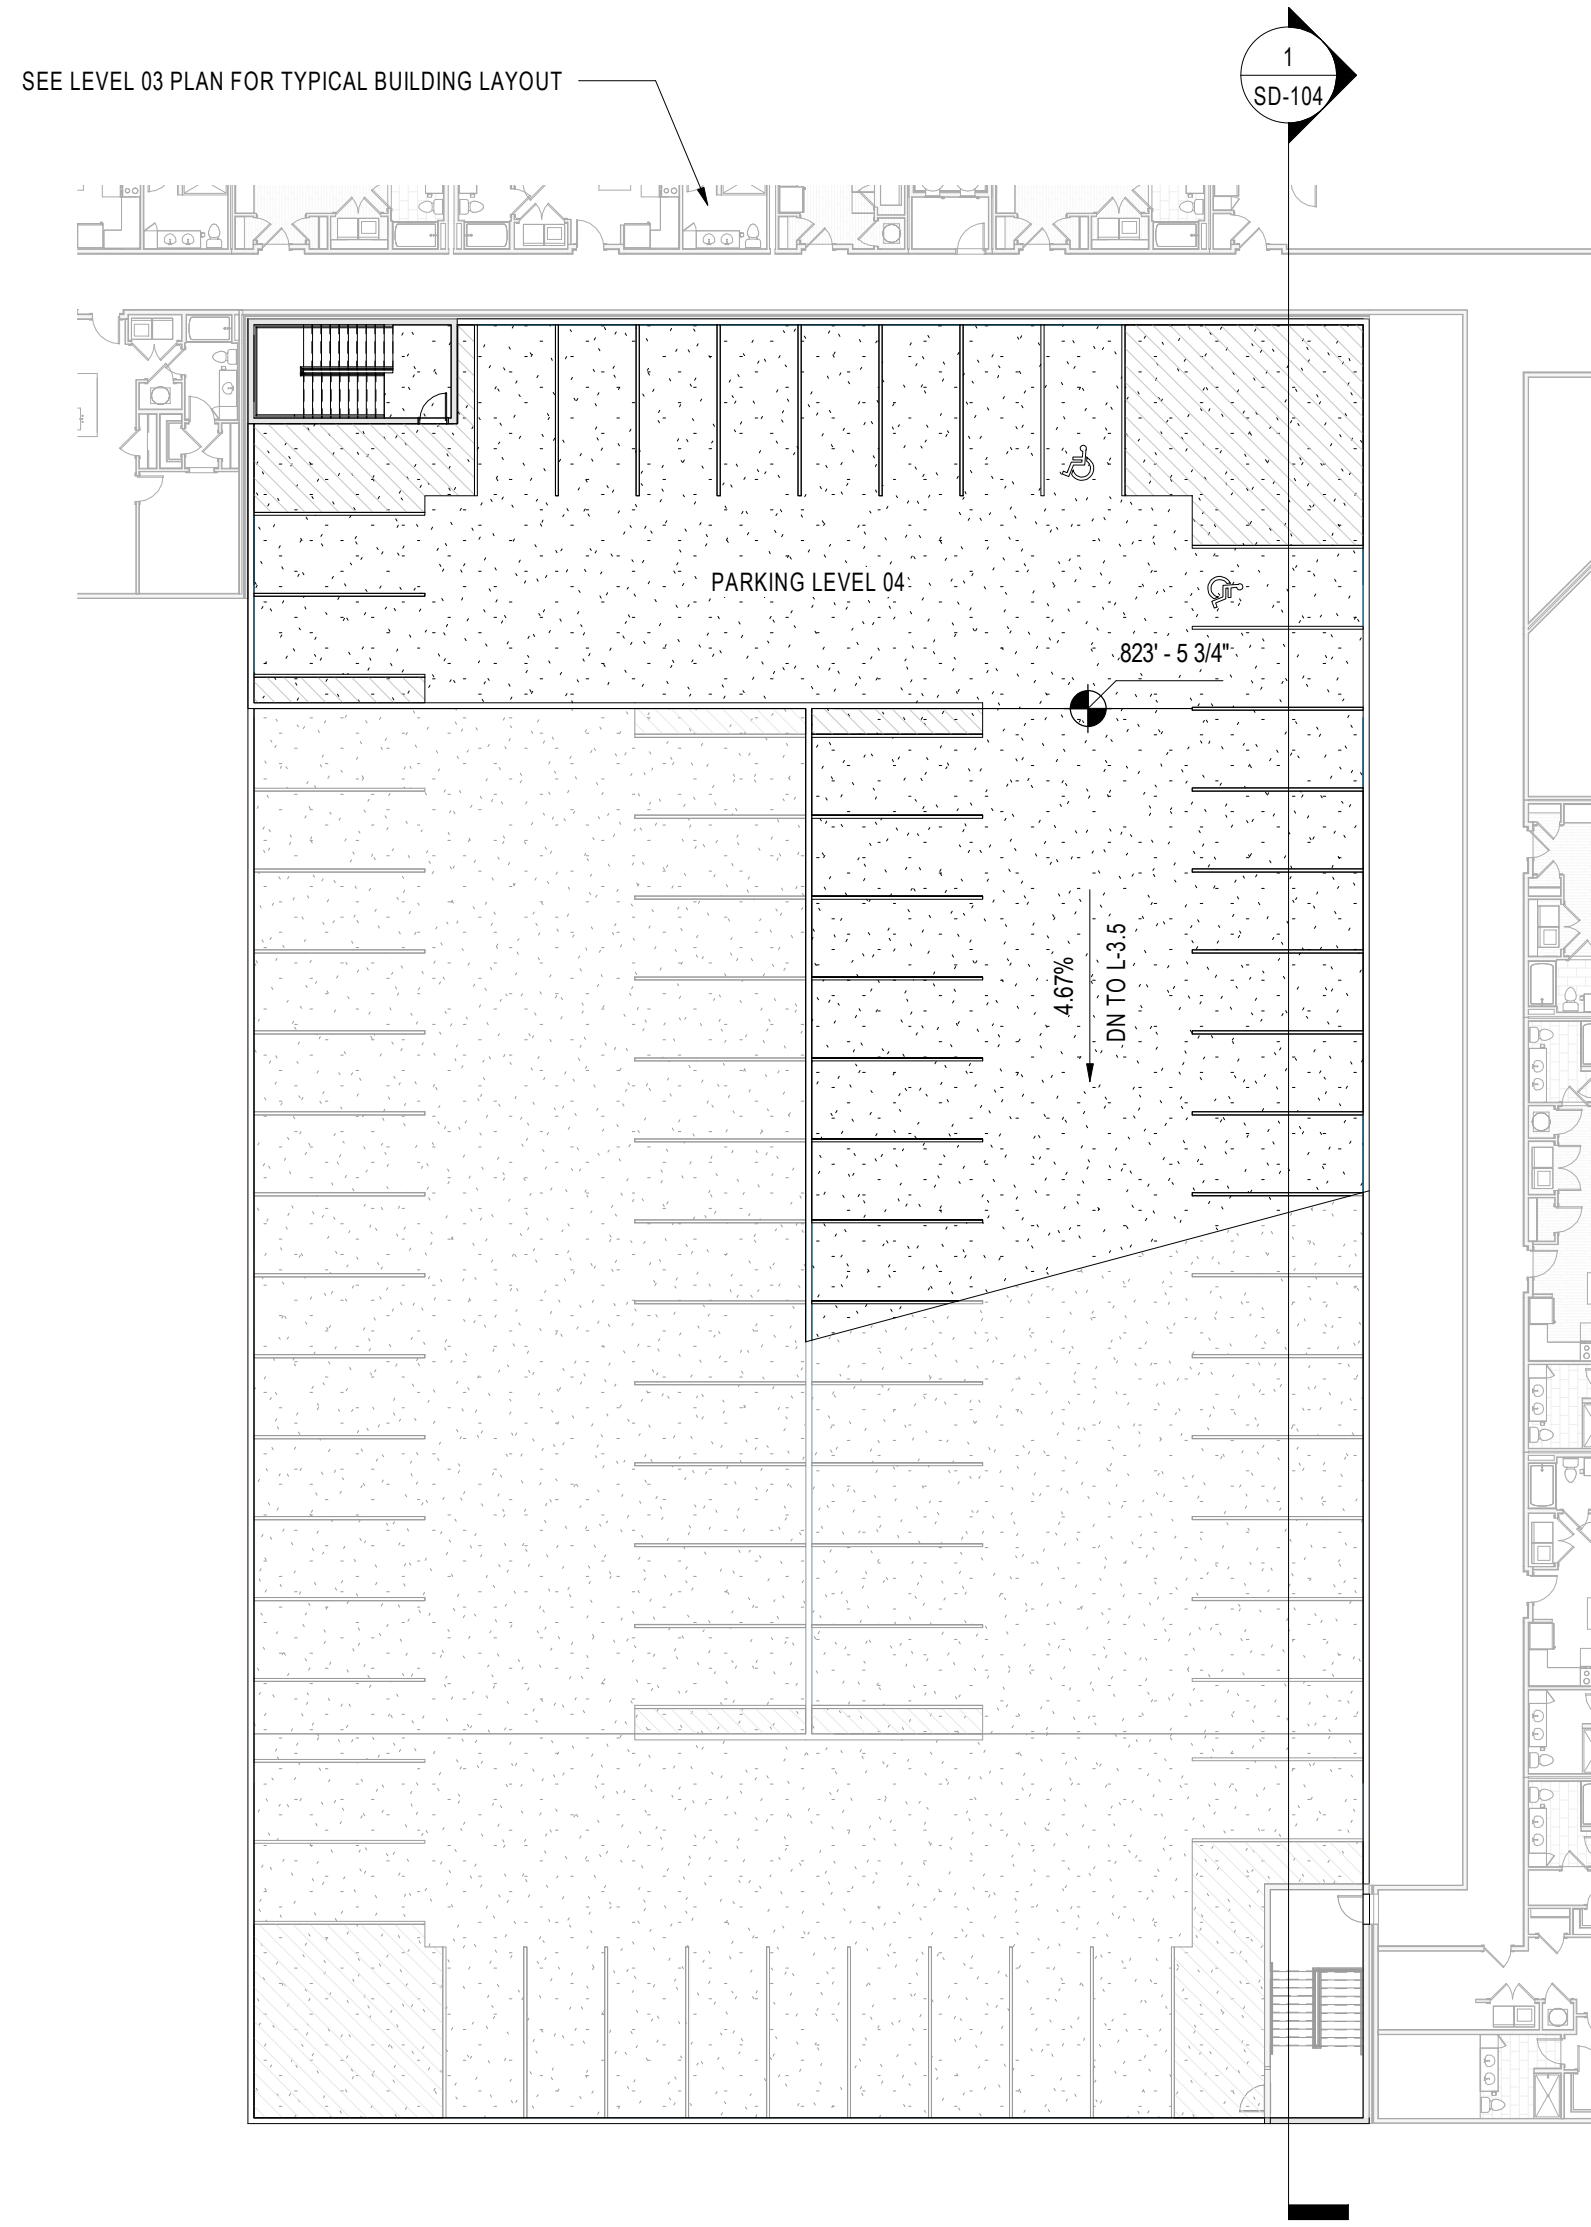 1
SD-104
SEE LEVEL 03 PLAN FOR TYPICAL BUILDING LAYOUT
PARKING LEVEL 04
823' - 5 3/4"
4.67%
DN TO L-3.5